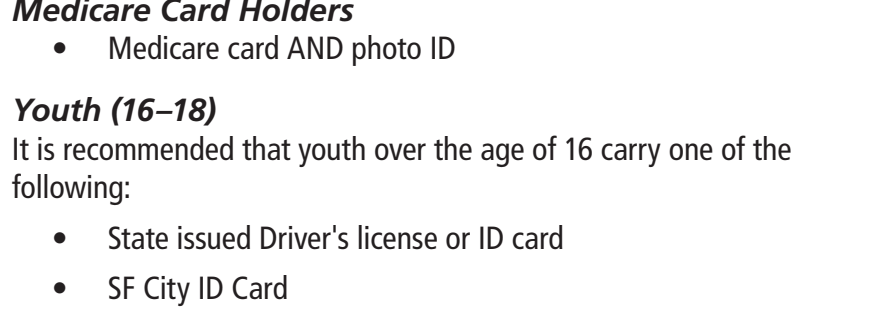 Medicare Card Holders
• Medicare card AND photo ID
Youth (16–18)
It is recommended that youth over the age of 16 carry one of the
following:
• State issued Driver's license or ID card
• SF City ID Card